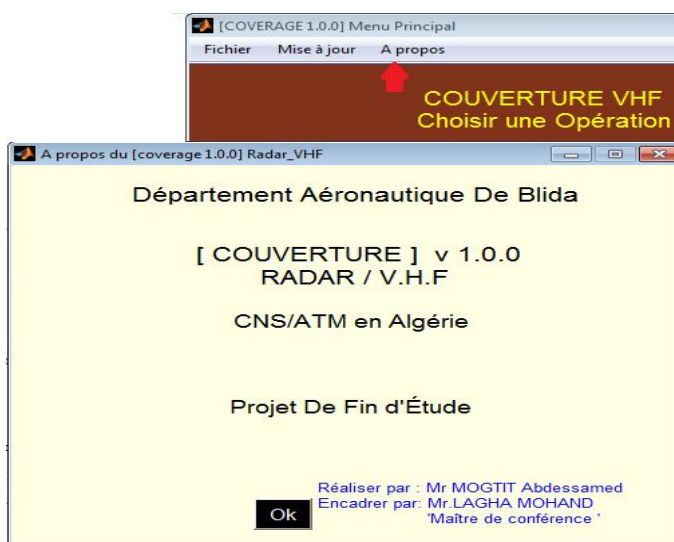 [COVERAGE 1.0.0] Menu Principal
Fichier Mise à jour A propos
COUVERTURE VHF
Choisir une Opération
A propos du [coverage 1.0.0] Radar_VHF
Département Aéronautique De Blida
[ COUVERTURE ] v 1.0.0
RADAR / V.H.F
CNS/ATM en Algérie
Projet De Fin d'Étude
Réaliser par : Mr MOGTIT Abdessamed
Encadrer par: Mr.LAGHA MOHAND
'Maître de conférence '
Ok